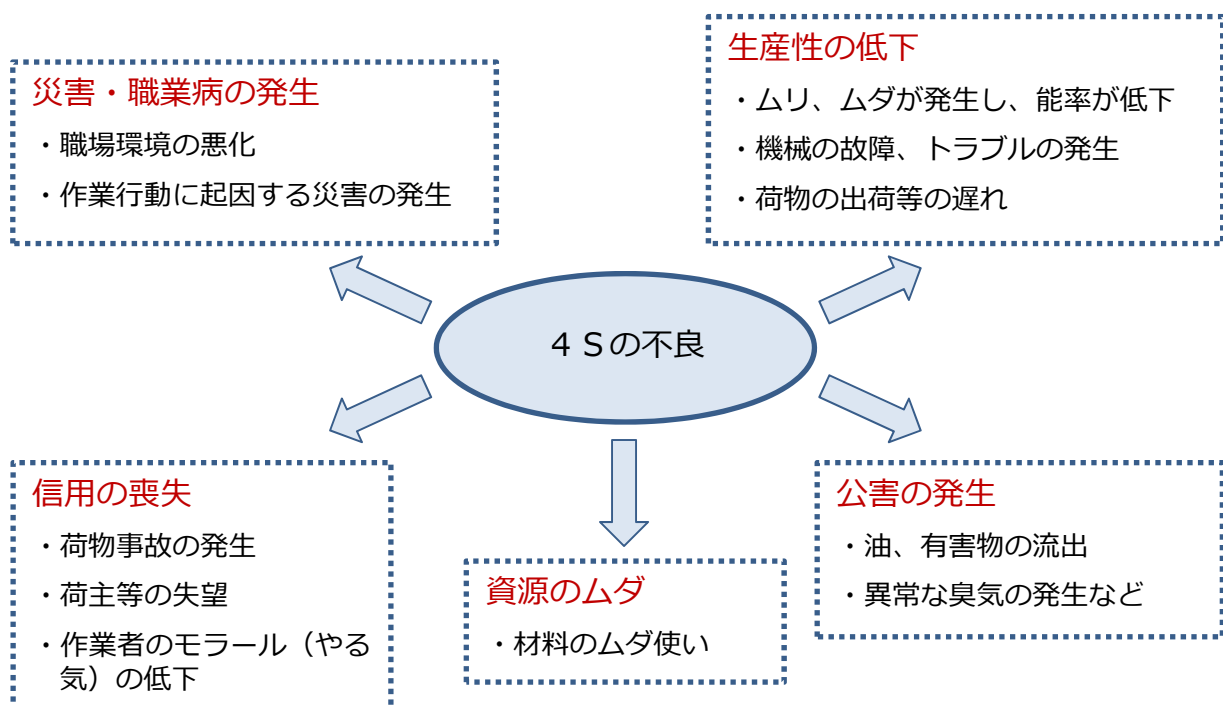 災害・職業病の発生
・職場環境の悪化
・作業行動に起因する災害の発生
生産性の低下
・ムリ、ムダが発生し、能率が低下
・機械の故障、トラブルの発生
・荷物の出荷等の遅れ
４Ｓの不良
信用の喪失
・荷物事故の発生
・荷主等の失望
・作業者のモラール（やる
気）の低下
資源のムダ
・材料のムダ使い
公害の発生
・油、有害物の流出
・異常な臭気の発生など